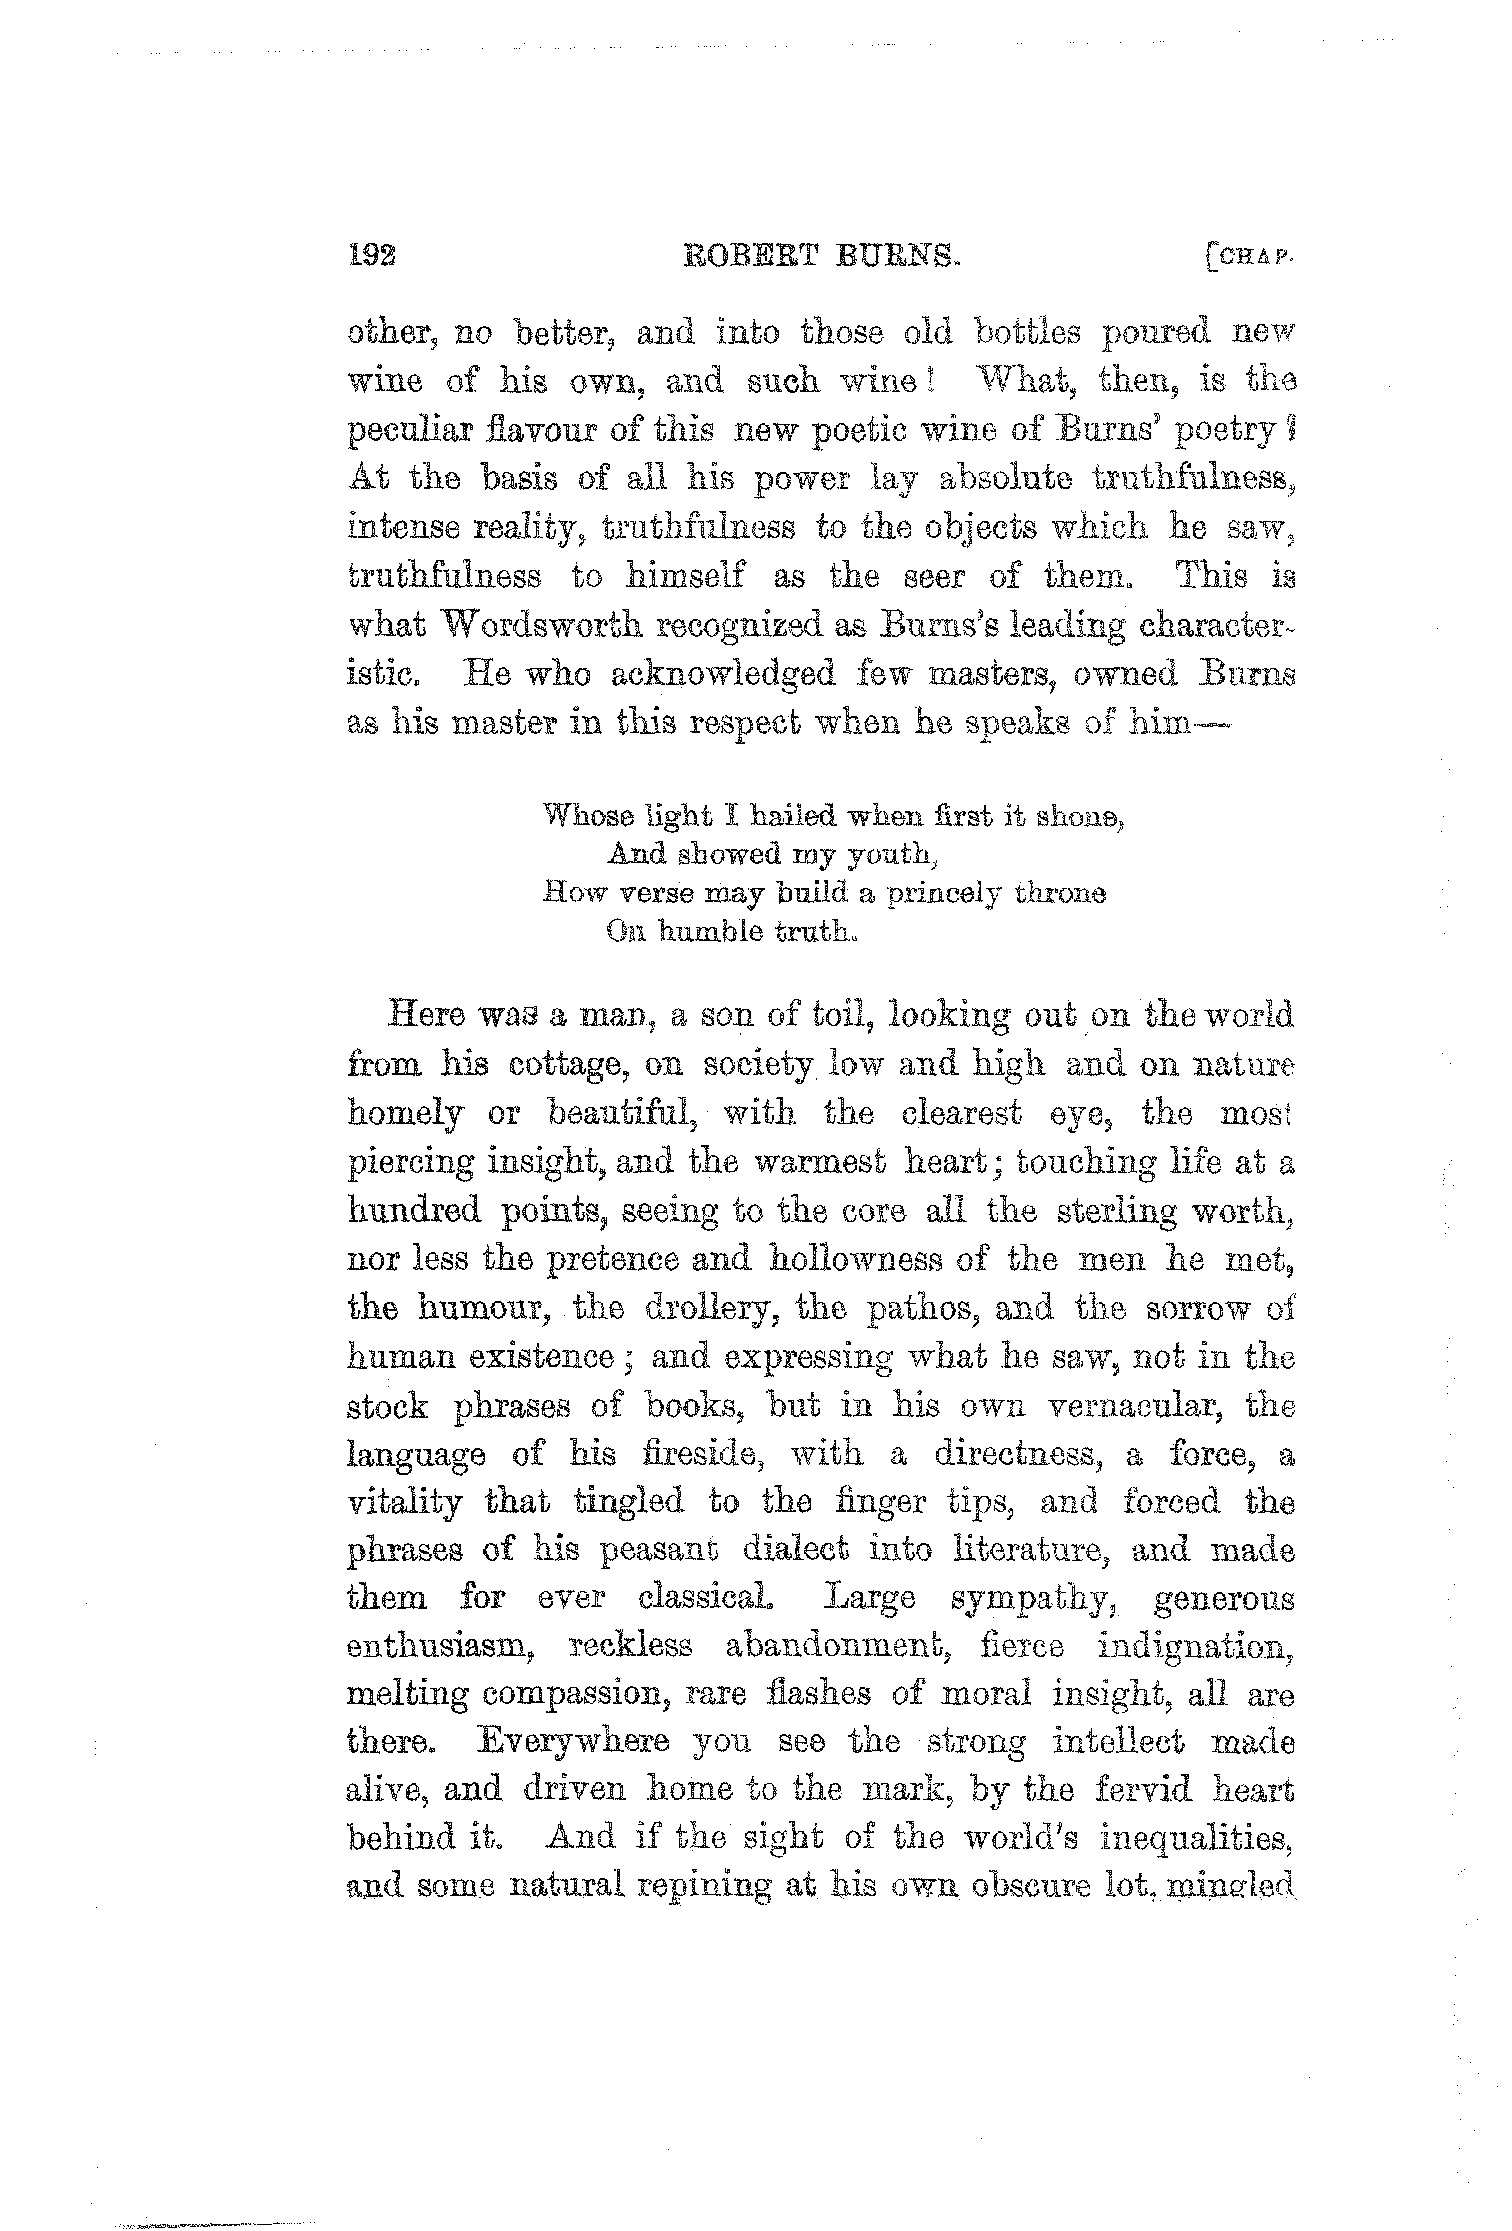 192 ROBERT BURNS. [CHAP.
other, no better, and into those old bottles poured new
wine of his own, and such wine! What, then, is the
peculiar flavour of this new poetic wine of Burns' poetry?
At the basis of all his power lay absolute truthfulness,
intense reality, truthfulness to the objects which he saw,
truthfulness to himself as the seer of them. This is
what Wordsworth recognized as Burns's leading character-
istic. He who acknowledged few masters, owned Burns
as his master in this respect when he speaks of him—
Whose light I hailed when first it shone,
And showed my youth,
How verse may build a princely throne
On humble truth.
Here was a man, a son of toil, looking out on the world
from his cottage, on society low and high and on nature
homely or beautiful, with the clearest eye, the most
piercing insight, and the warmest heart; touching life at a
hundred points, seeing to the core all the sterling worth,
nor less the pretence and hollowness of the men he met,
the humour, the drollery, the pathos, and the sorrow of
human existence; and expressing what he saw, not in the
stock phrases of books, but in his own vernacular, the
language of his fireside, with a directness, a force, a
vitality that tingled to the finger tips, and forced the
phrases of his peasant dialect into literature, and made
them for ever classical. Large sympathy, generous
enthusiasm, reckless abandonment, fierce indignation,
melting compassion, rare flashes of moral insight, all are
there. Everywhere you see the strong intellect made
alive, and driven home to the mark, by the fervid heart
behind it. And if the sight of the world's inequalities,
and some natural repining at his own obscure lot, mingled